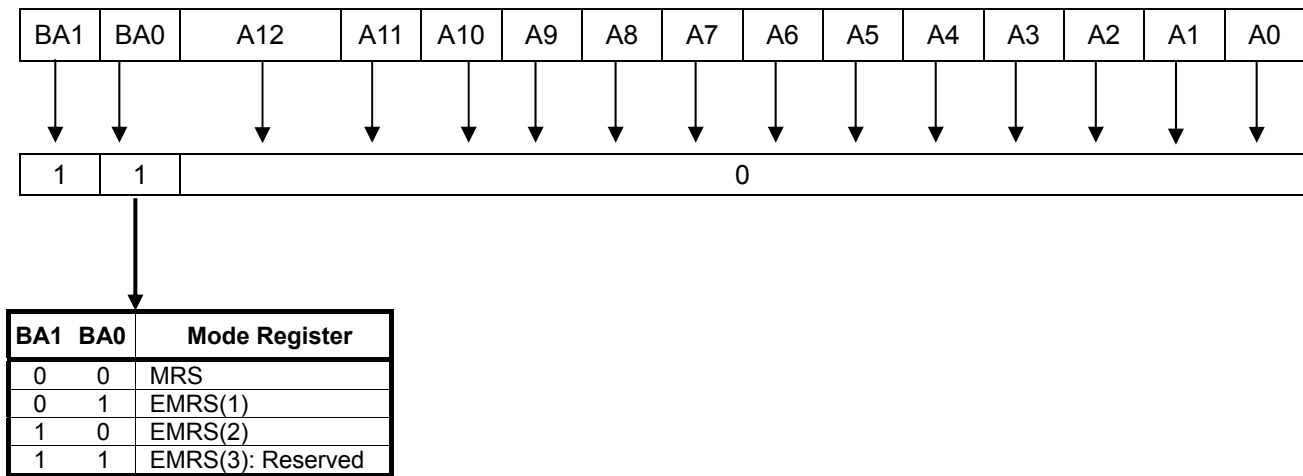 BA1 BA0 A12 A11 A10 A9 A8 A7 A6 A5 A4 A3 A2 A1 A0
1 1 0
BA1 BA0 Mode Register
0 0 MRS
0 1 EMRS(1)
1 0 EMRS(2)
1 1 EMRS(3): Reserved